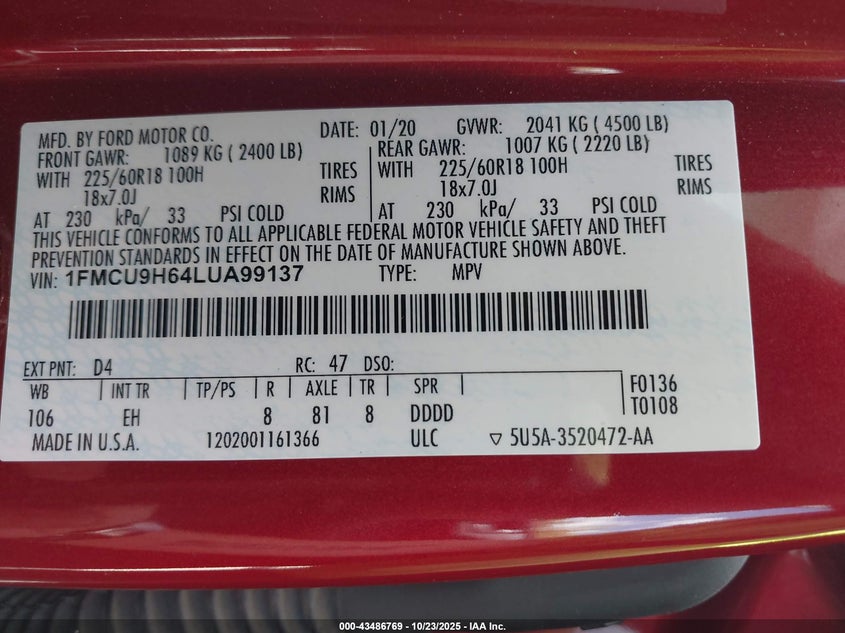 MFD. BY FORD MOTOR CO. DATE: 01/20 GVWR: 2041 KG ( 4500 LB)
FRONT GAWR: 1089 KG ( 2400 LB) REAR GAWR: 1007 KG ( 2220 LB)
WITH 225/60R18 100H TIRES WITH 225/60R18 100H TIRES
18x7.0J RIMS 18x7.0J RIMS
AT 230 kPa/ 33 PSI COLD AT 230 kPa/ 33 PSI COLD
THIS VEHICLE CONFORMS TO ALL APPLICABLE FEDERAL MOTOR VEHICLE SAFETY AND THEFT
PREVENTION STANDARDS IN EFFECT ON THE DATE OF MANUFACTURE SHOWN ABOVE.
VIN: 1FMCU9H64LUA99137 TYPE: MPV
EXT PNT: D4 RC: 47 DSO:
WB INT TR TP/PS R AXLE TR SPR F0136
106 EH 8 81 8 DDDD T0108
MADE IN U.S.A. 1202001161366 ULC ▽ 5U5A-3520472-AA
000-43486769 - 10/23/2025 - IAA Inc.